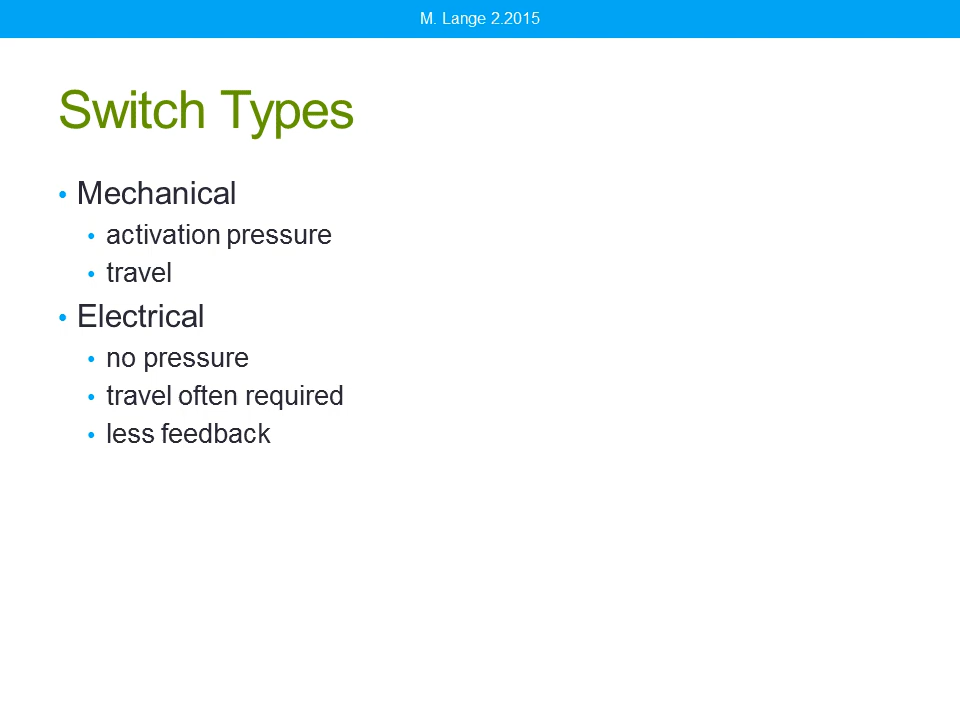 M. Lange 2.2015
Switch Types
• Mechanical
• activation pressure
• travel
• Electrical
• no pressure
• travel often required
• less feedback